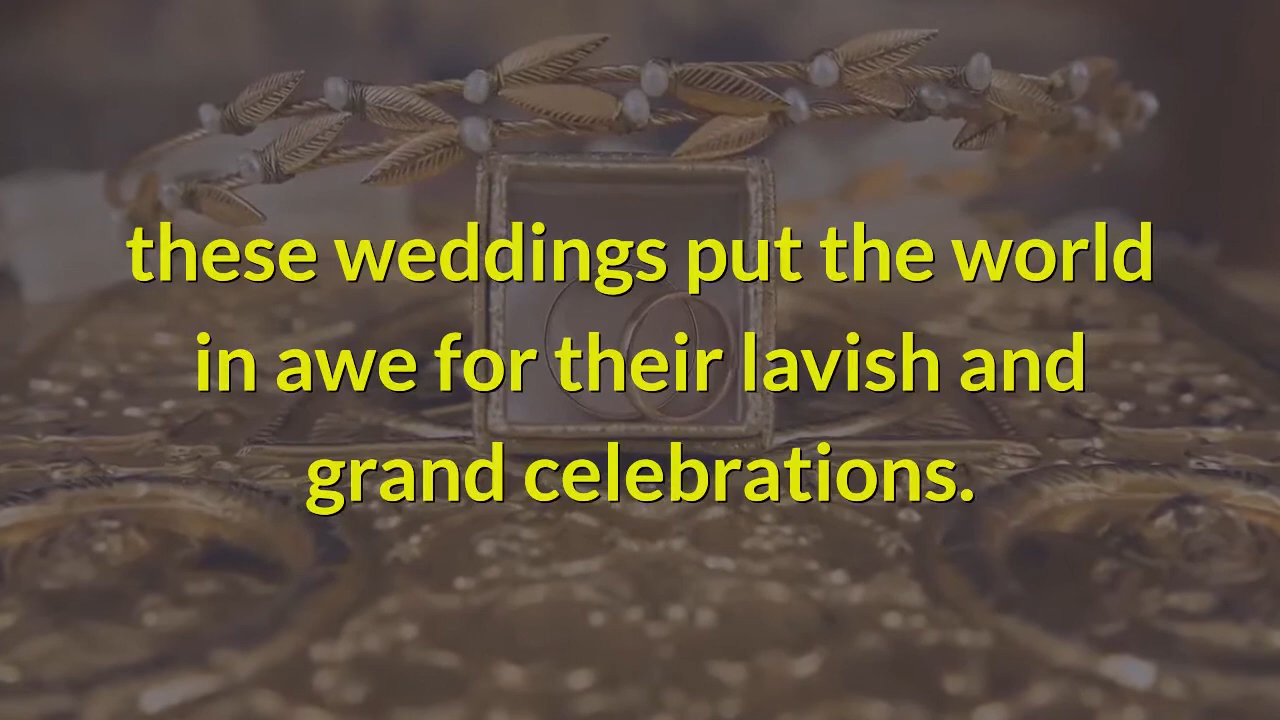 these weddings put the world
in awe for their lavish and
grand celebrations.